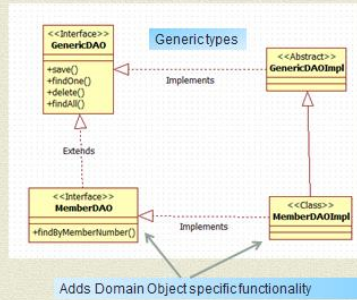 <<Interface>>
GenericDAO
+save()
+findOne()
+delete()
+findAll()
Generic types
<<Abstract>>
GenericDAOImpl
Implements
Extends
<<Interface>>
MemberDAO
+findByMemberNumber()
Implements
<<Class>>
MemberDAOImpl
Adds Domain Object specific functionality